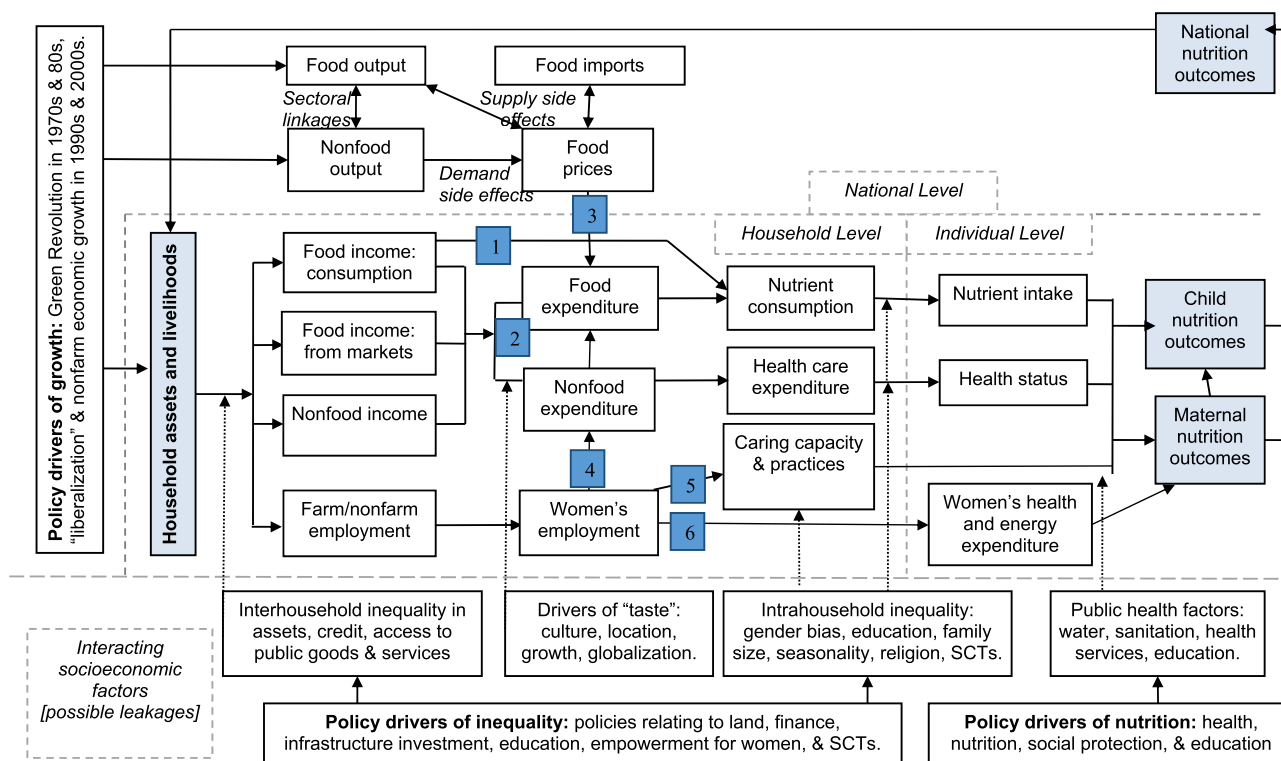 Policy drivers of growth: Green Revolution in 1970s & 80s,
"liberalization" & nonfarm economic growth in 1990s & 2000s.
National
nutrition
outcomes
Food output
Food imports
Sectoral
linkages
Supply side
effects
Nonfood
output
Food
prices
Demand
side effects
3
National Level
Household Level
Individual Level
Household assets and livelihoods
Food income:
consumption
1
Food
expenditure
Nutrient
consumption
Nutrient intake
Child
nutrition
outcomes
Food income:
from markets
2
Nonfood
expenditure
Health care
expenditure
Health status
Nonfood income
Maternal
nutrition
outcomes
Caring capacity
& practices
4
5
Farm/nonfarm
employment
Women's
employment
6
Women's health
and energy
expenditure
Interacting
socioeconomic
factors
[possible leakages]
Interhousehold inequality in
assets, credit, access to
public goods & services
Drivers of "taste":
culture, location,
growth, globalization.
Intrahousehold inequality:
gender bias, education, family
size, seasonality, religion, SCTs.
Public health factors:
water, sanitation, health
services, education.
Policy drivers of inequality: policies relating to land, finance,
infrastructure investment, education, empowerment for women, & SCTs.
Policy drivers of nutrition: health,
nutrition, social protection, & education